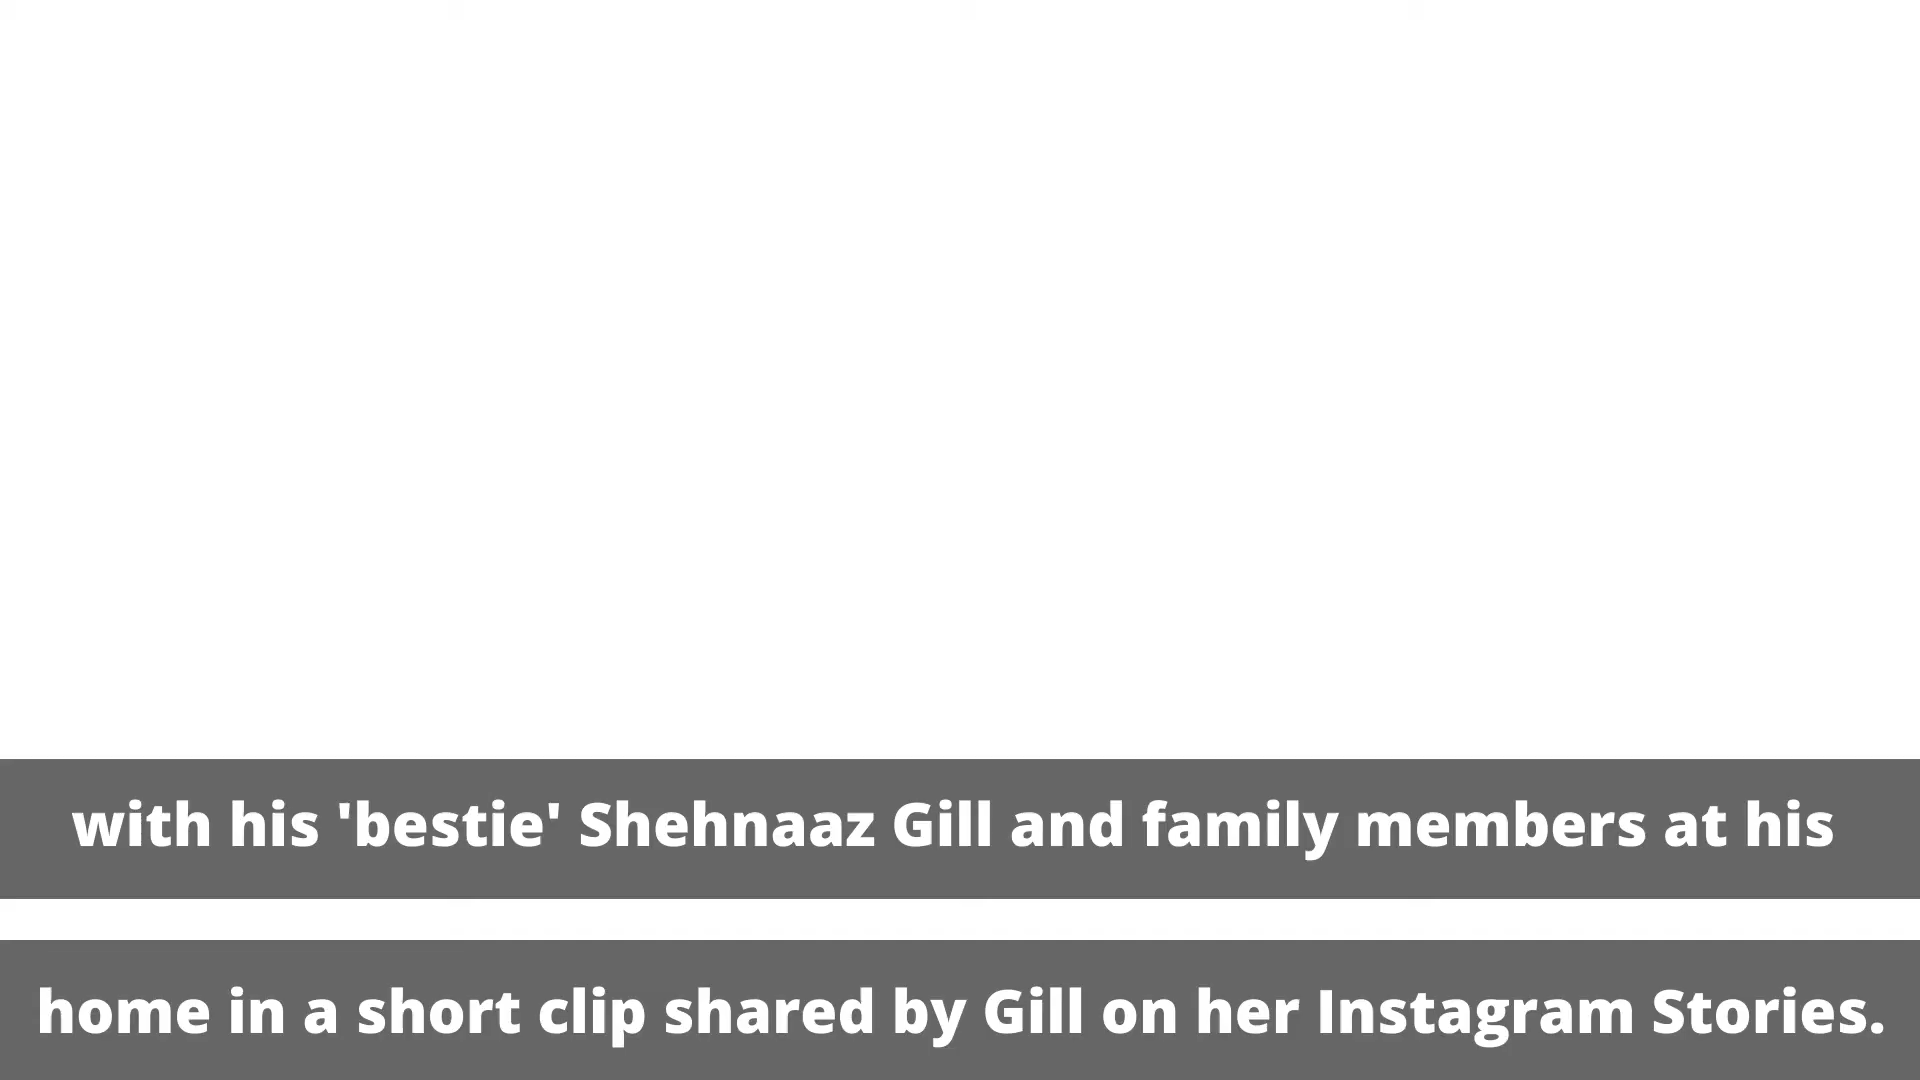 with his 'bestie' Shehnaaz Gill and family members at his
home in a short clip shared by Gill on her Instagram Stories.